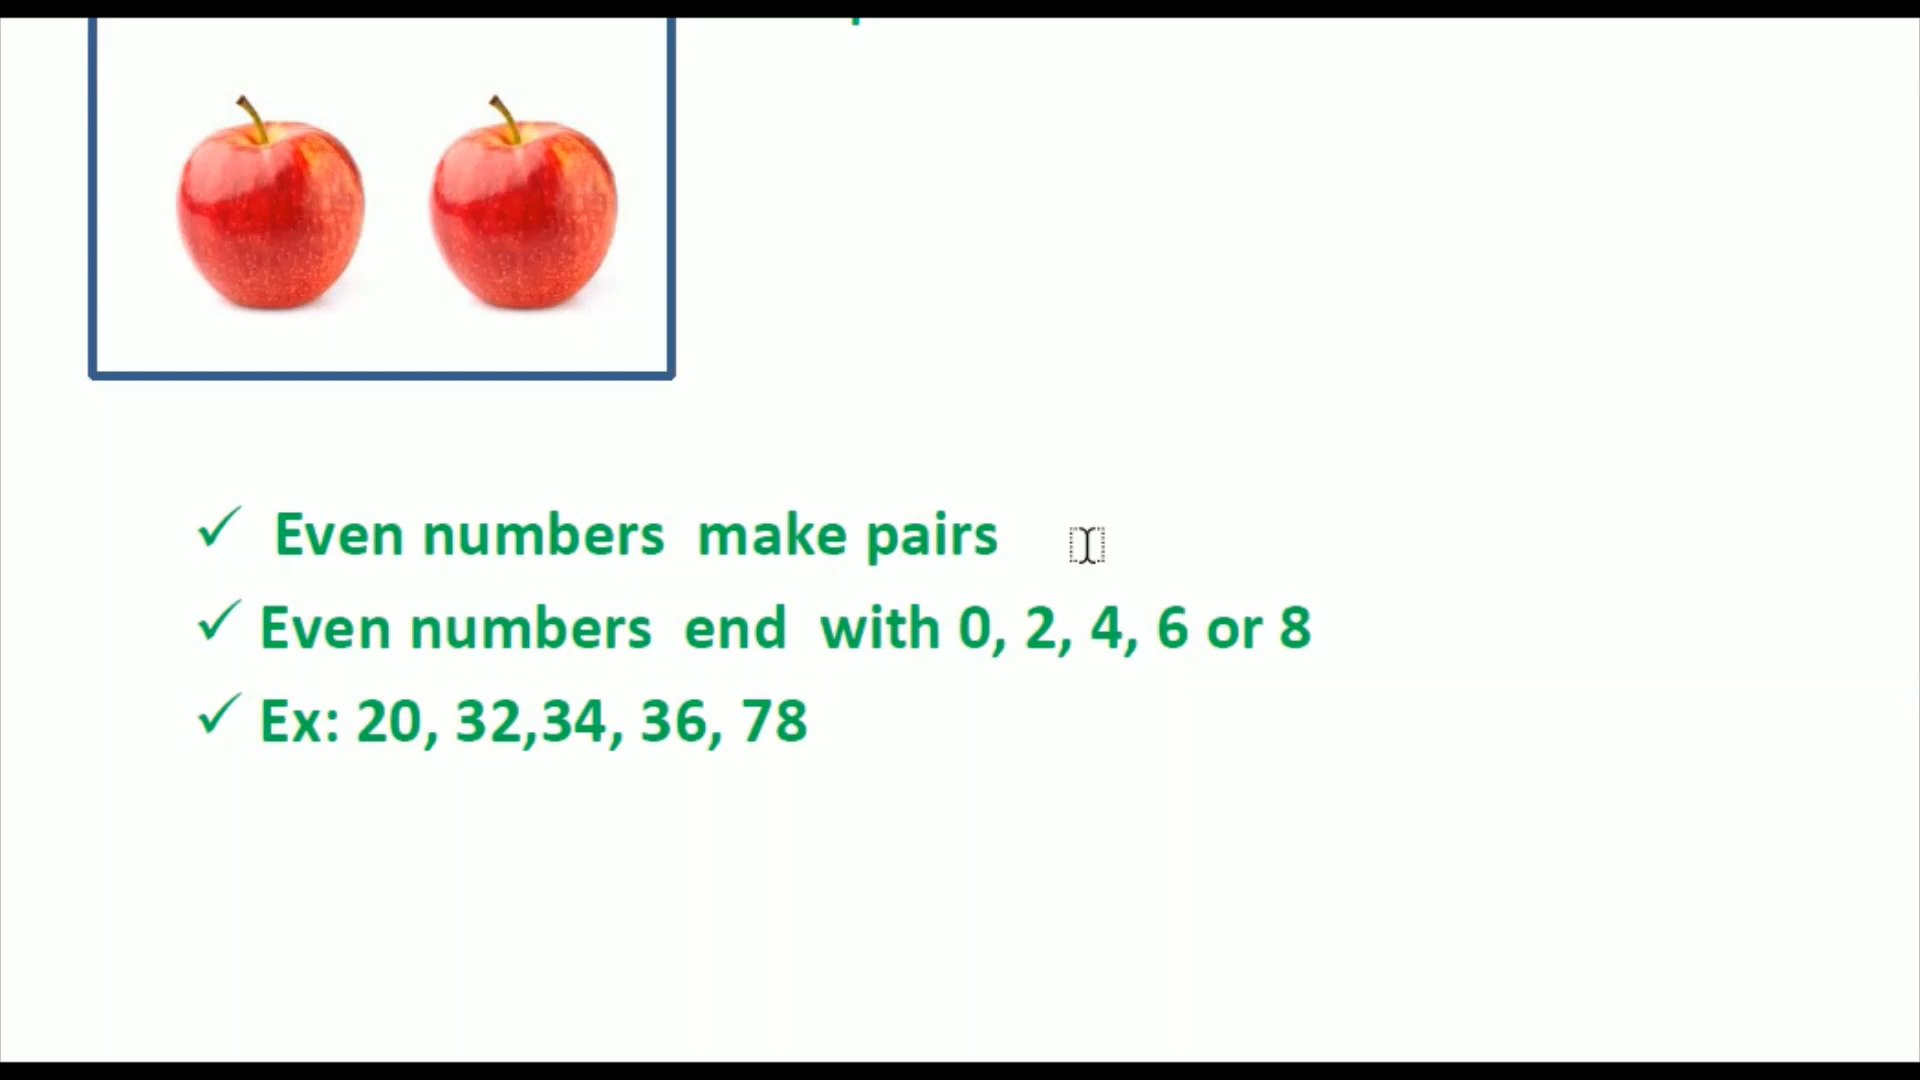 Even numbers make pairs
Even numbers end with 0, 2, 4, 6 or 8
Ex: 20, 32,34, 36, 78